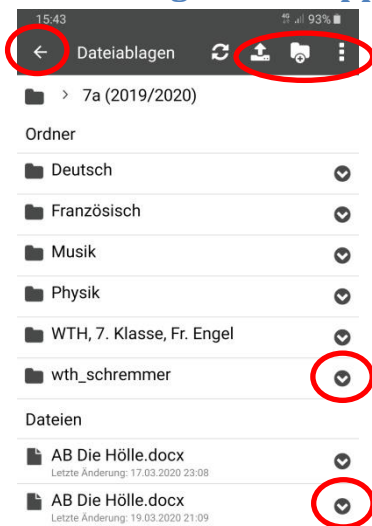 15:43 93%
Dateiablagen
> 7a (2019/2020)
Ordner
Deutsch
Französisch
Musik
Physik
WTH, 7. Klasse, Fr. Engel
wth_schremmer
Dateien
AB Die Hölle.docx
Letzte Änderung: 17.03.2020 23:08
AB Die Hölle.docx
Letzte Änderung: 19.03.2020 21:09